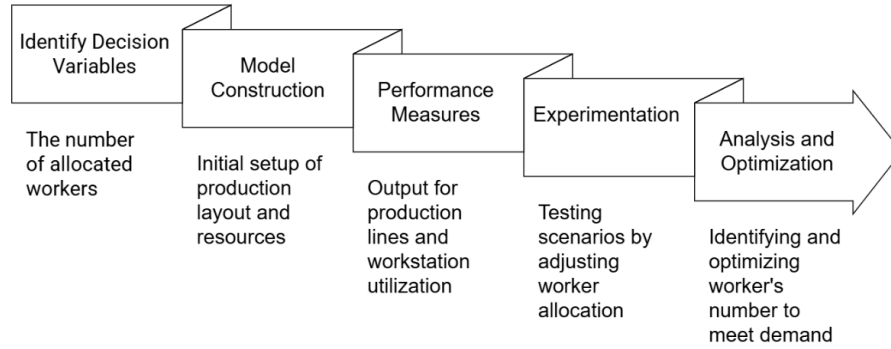 Identify Decision
Variables
The number
of allocated
workers
Model
Construction
Initial setup of
production
layout and
resources
Performance
Measures
Output for
production
lines and
workstation
utilization
Experimentation
Testing
scenarios by
adjusting
worker
allocation
Analysis and
Optimization
Identifying and
optimizing
worker's
number to
meet demand